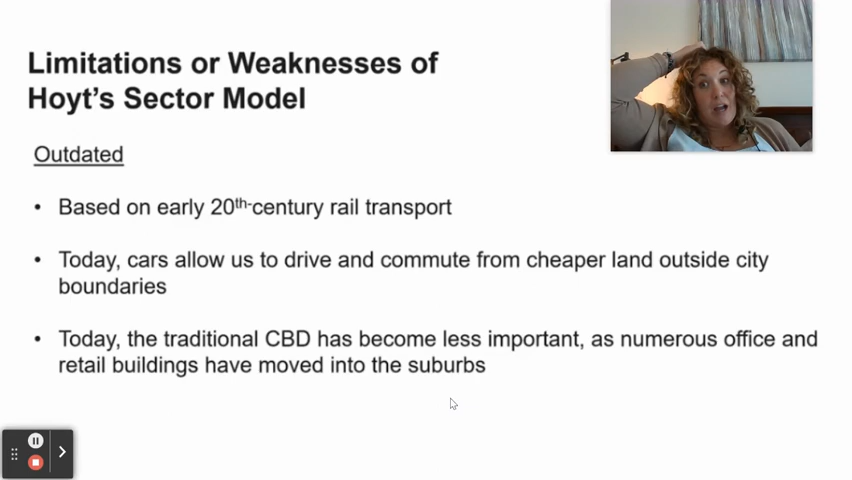 Limitations or Weaknesses of
Hoyt's Sector Model
Outdated
• Based on early 20th-century rail transport
• Today, cars allow us to drive and commute from cheaper land outside city
boundaries
• Today, the traditional CBD has become less important, as numerous office and
retail buildings have moved into the suburbs